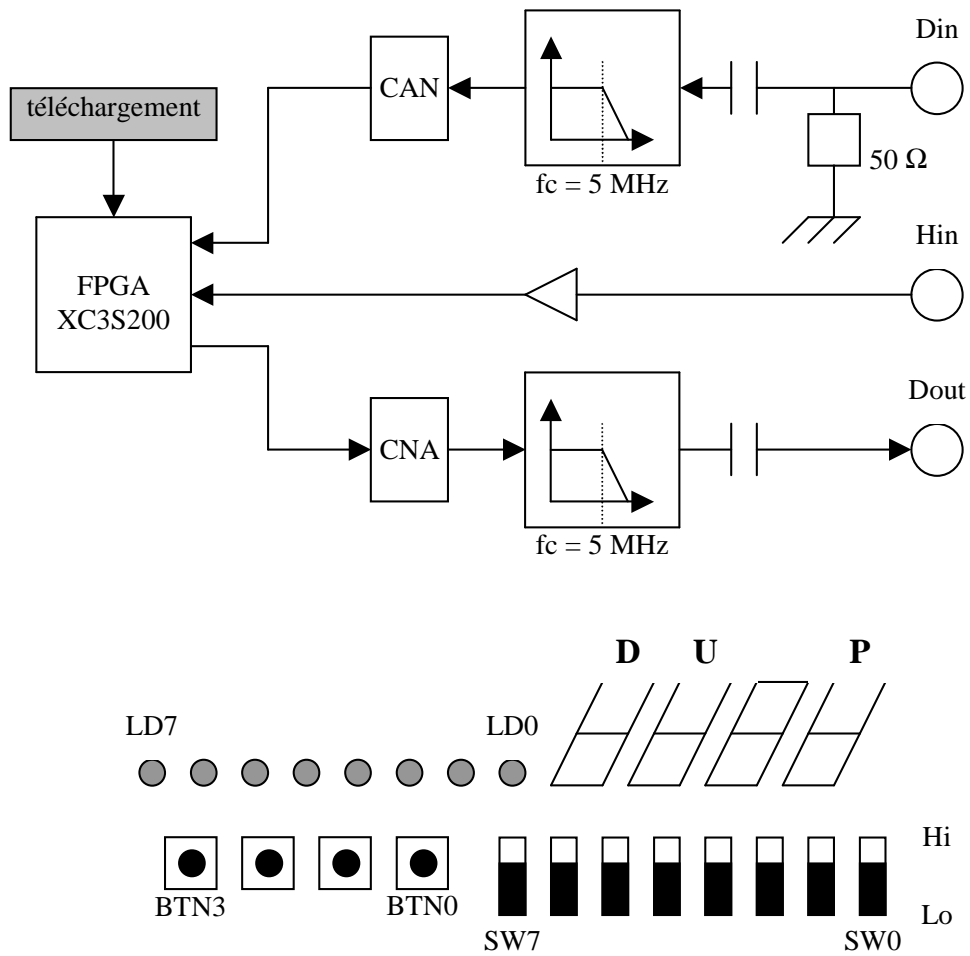 Din
CAN
téléchargement
50 Ω
fc = 5 MHz
Hin
FPGA
XC3S200
Dout
CNA
fc = 5 MHz
D U P
LD7 LD0
Hi
BTN3 BTN0
Lo
SW7 SW0